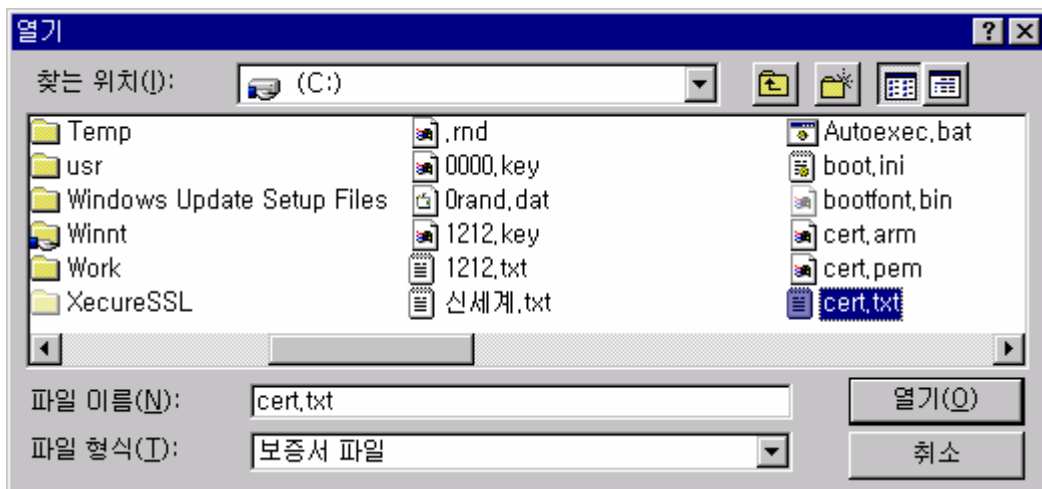 열기
찾는 위치(I): (C:)
Temp
usr
Windows Update Setup Files
Winnt
Work
XecureSSL
.rnd
0000.key
0rand.dat
1212.key
1212.txt
신세계.txt
Autoexec.bat
boot.ini
bootfont.bin
cert.arm
cert.pem
cert.txt
파일 이름(N): cert.txt 열기(O)
파일 형식(T): 보증서 파일 취소